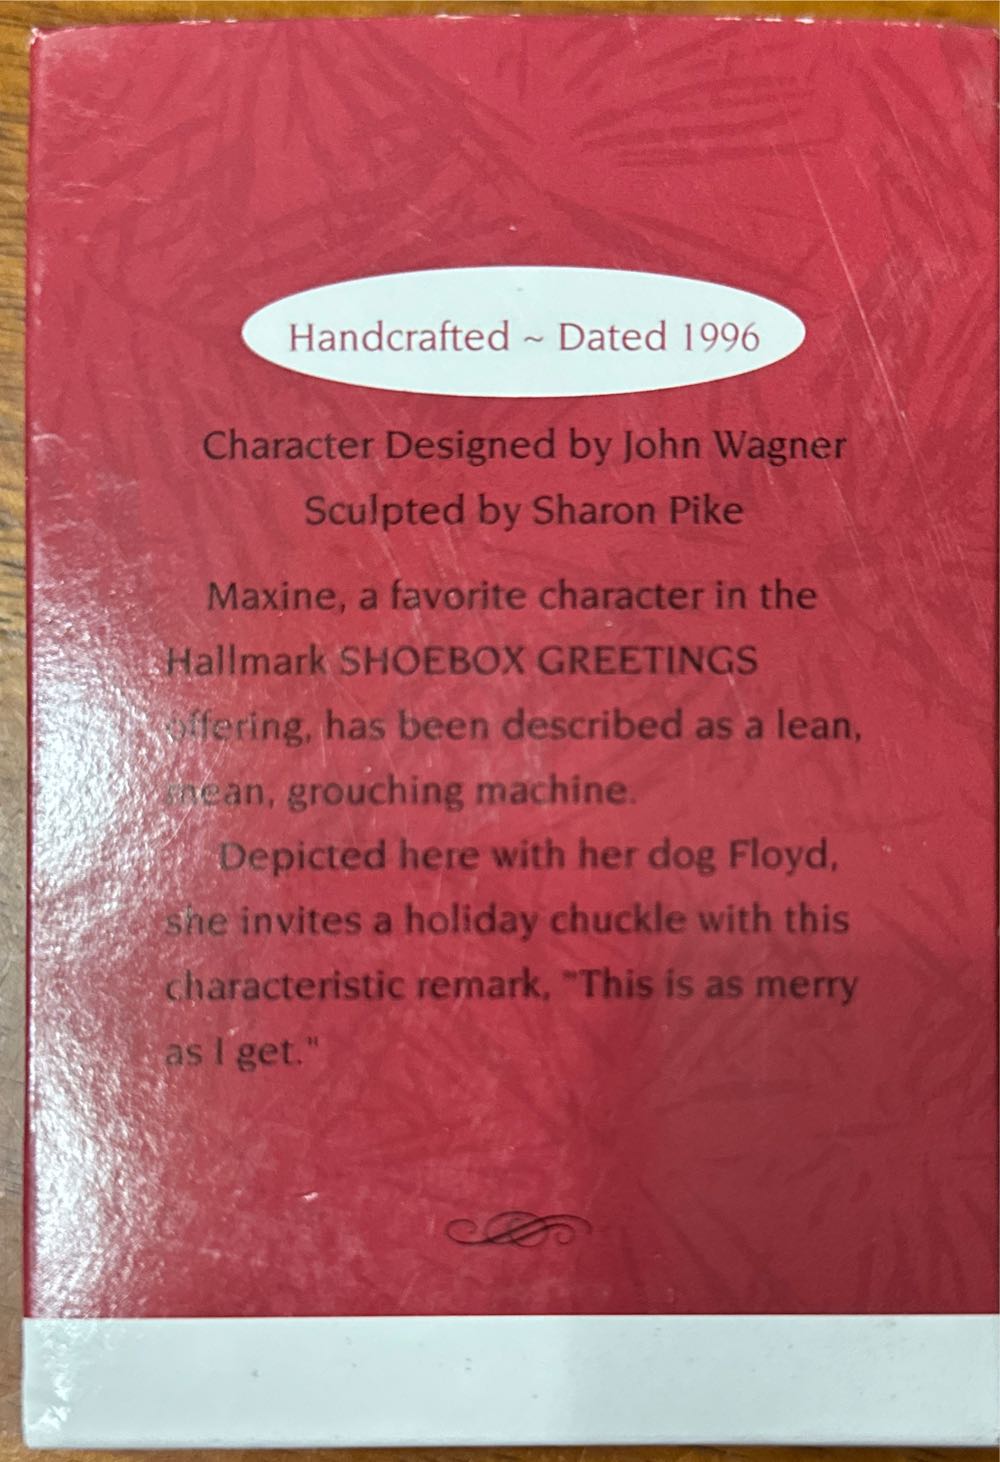 Handcrafted ~ Dated 1996
Character Designed by John Wagner
Sculpted by Sharon Pike
Maxine, a favorite character in the
Hallmark SHOEBOX GREETINGS
offering, has been described as a lean,
mean, grouching machine.
Depicted here with her dog Floyd,
she invites a holiday chuckle with this
characteristic remark, "This is as merry
as I get."